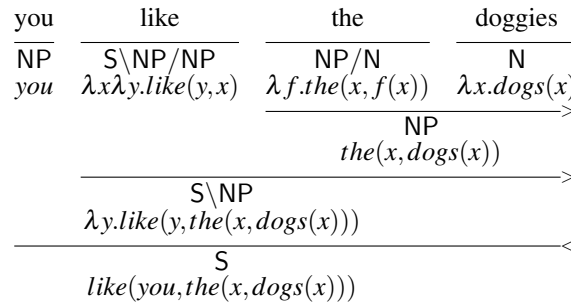 you like the doggies
NP S\NP/NP NP/N N
you λxλy.like(y,x) λf.the(x,f(x)) λx.dogs(x)
>
NP
the(x,dogs(x))
>
S\NP
λy.like(y,the(x,dogs(x)))
<
S
like(you,the(x,dogs(x)))